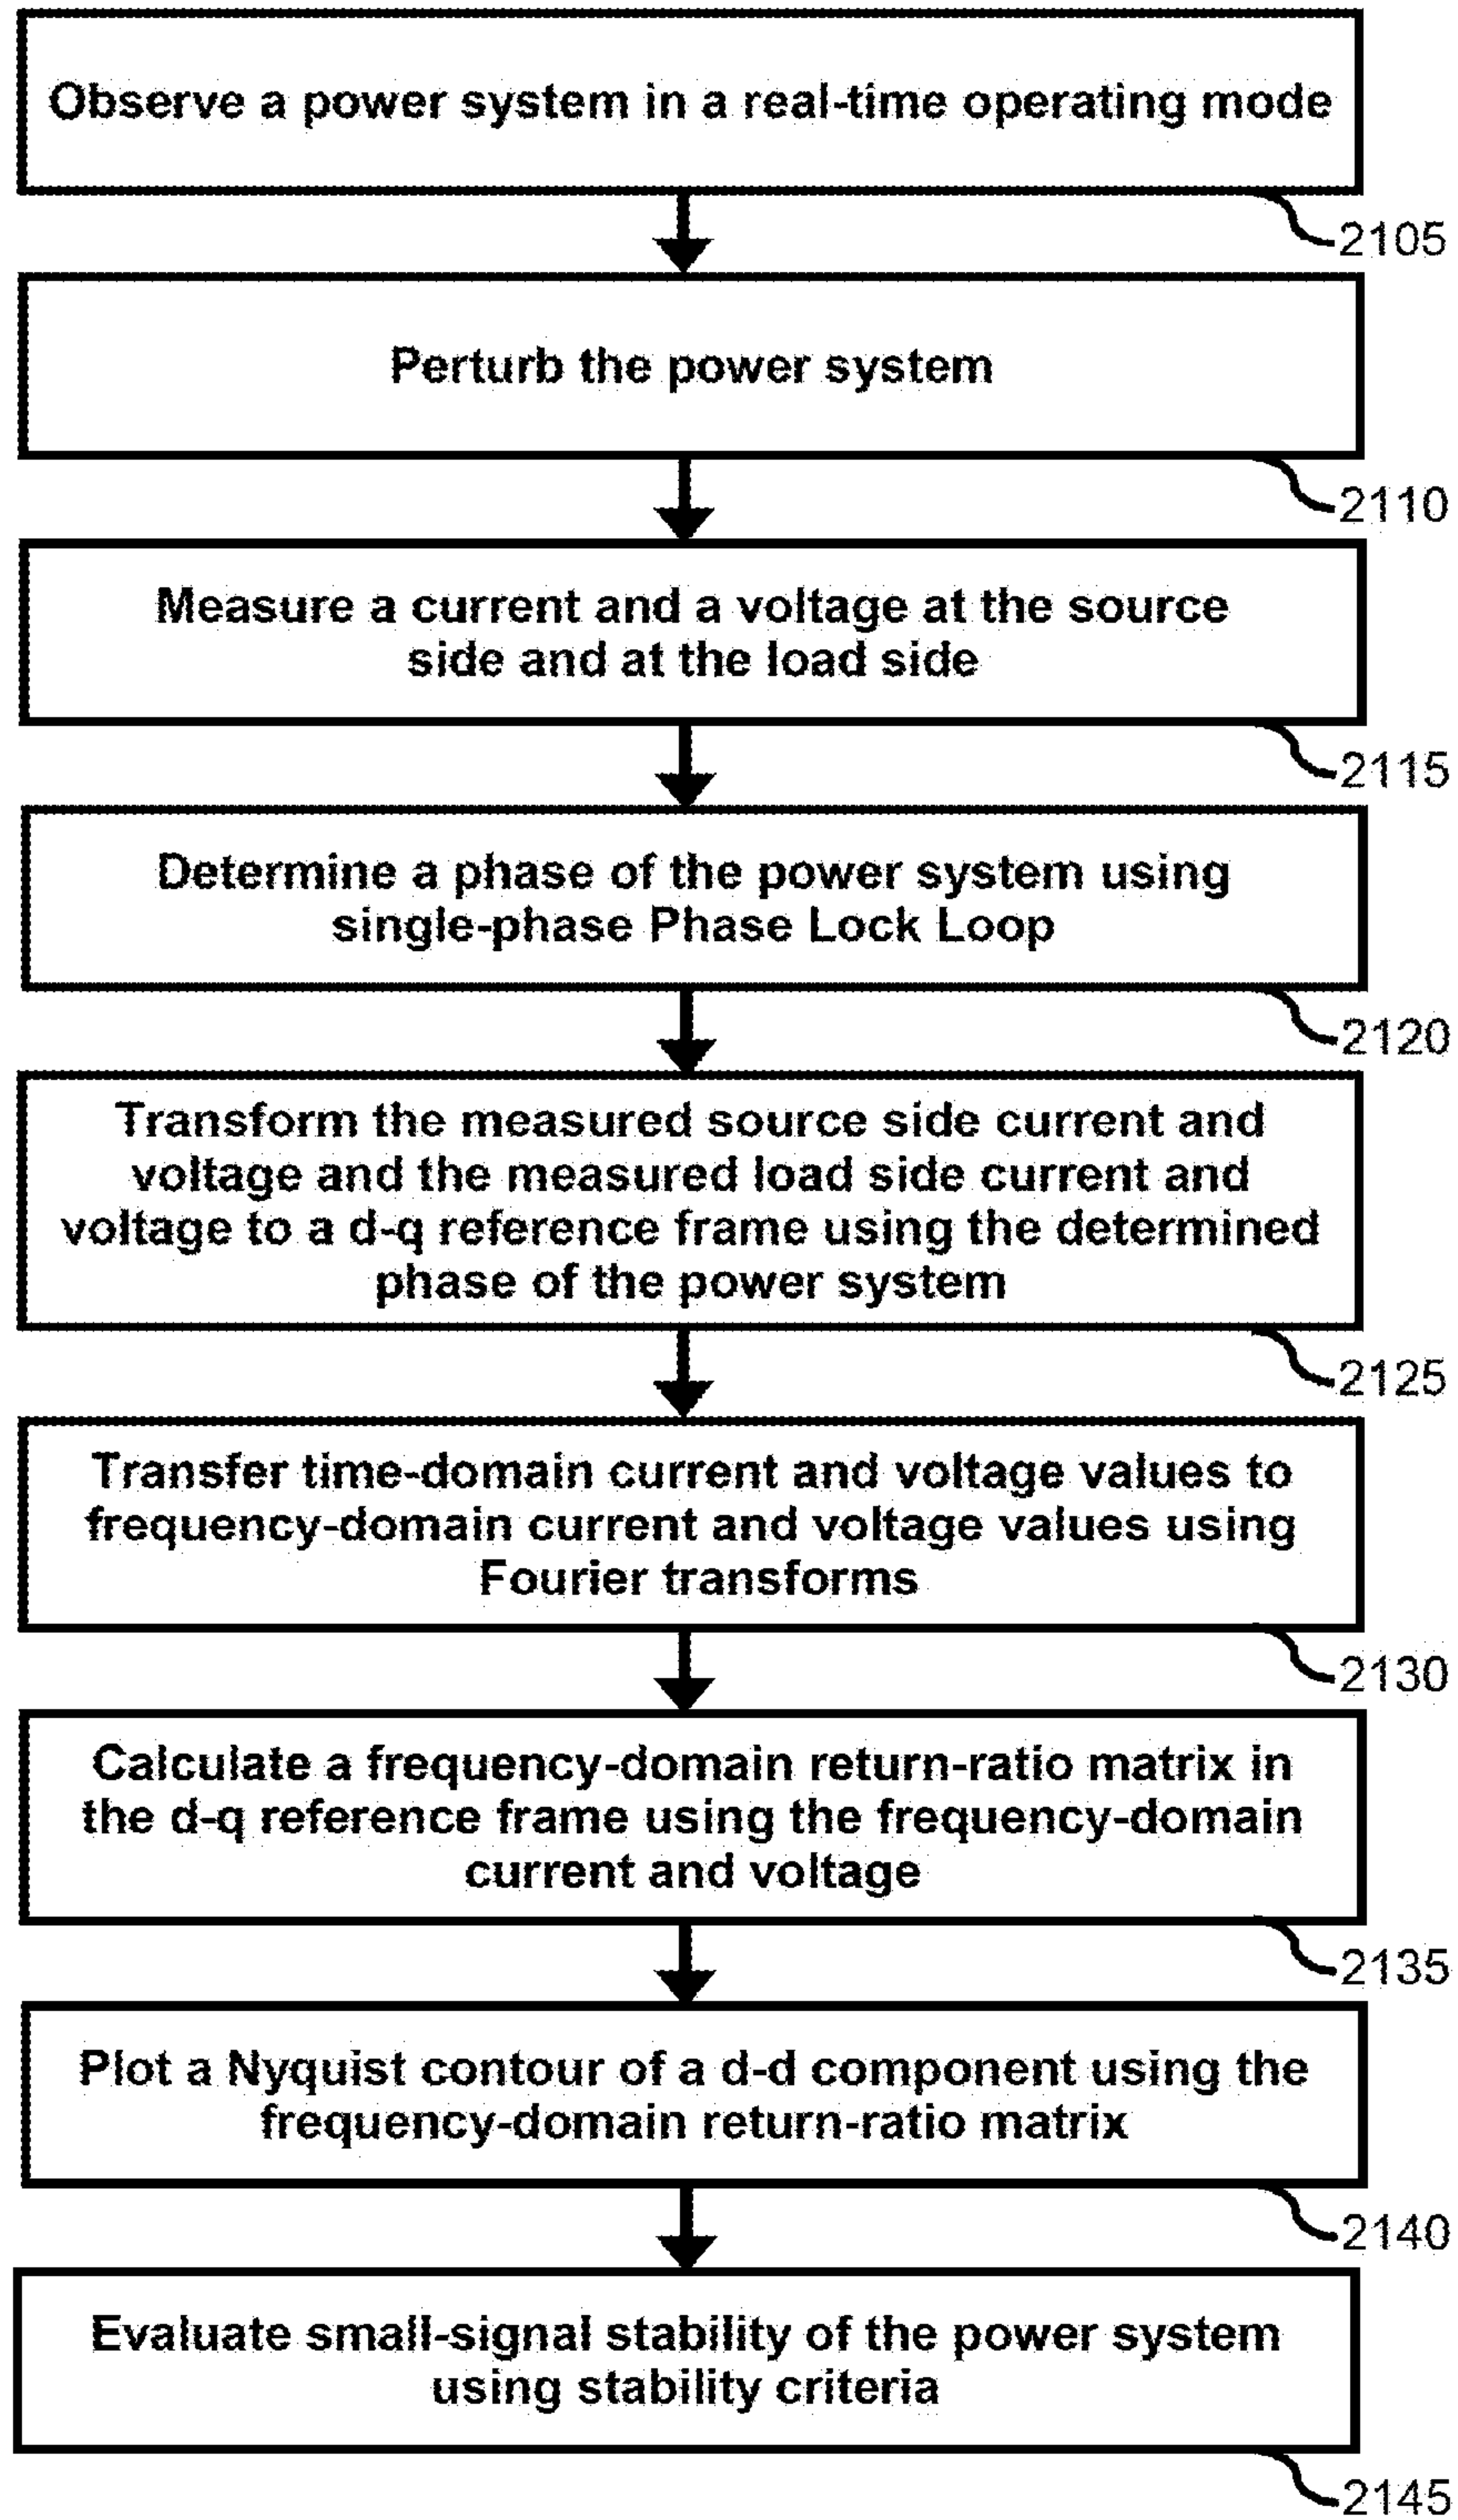 Observe a power system in a real-time operating mode
2105
Perturb the power system
2110
Measure a current and a voltage at the source
side and at the load side
2115
Determine a phase of the power system using
single-phase Phase Lock Loop
2120
Transform the measured source side current and
voltage and the measured load side current and
voltage to a d-q reference frame using the determined
phase of the power system
2125
Transfer time-domain current and voltage values to
frequency-domain current and voltage values using
Fourier transforms
2130
Calculate a frequency-domain return-ratio matrix in
the d-q reference frame using the frequency-domain
current and voltage
2135
Plot a Nyquist contour of a d-d component using the
frequency-domain return-ratio matrix
2140
Evaluate small-signal stability of the power system
using stability criteria
2145